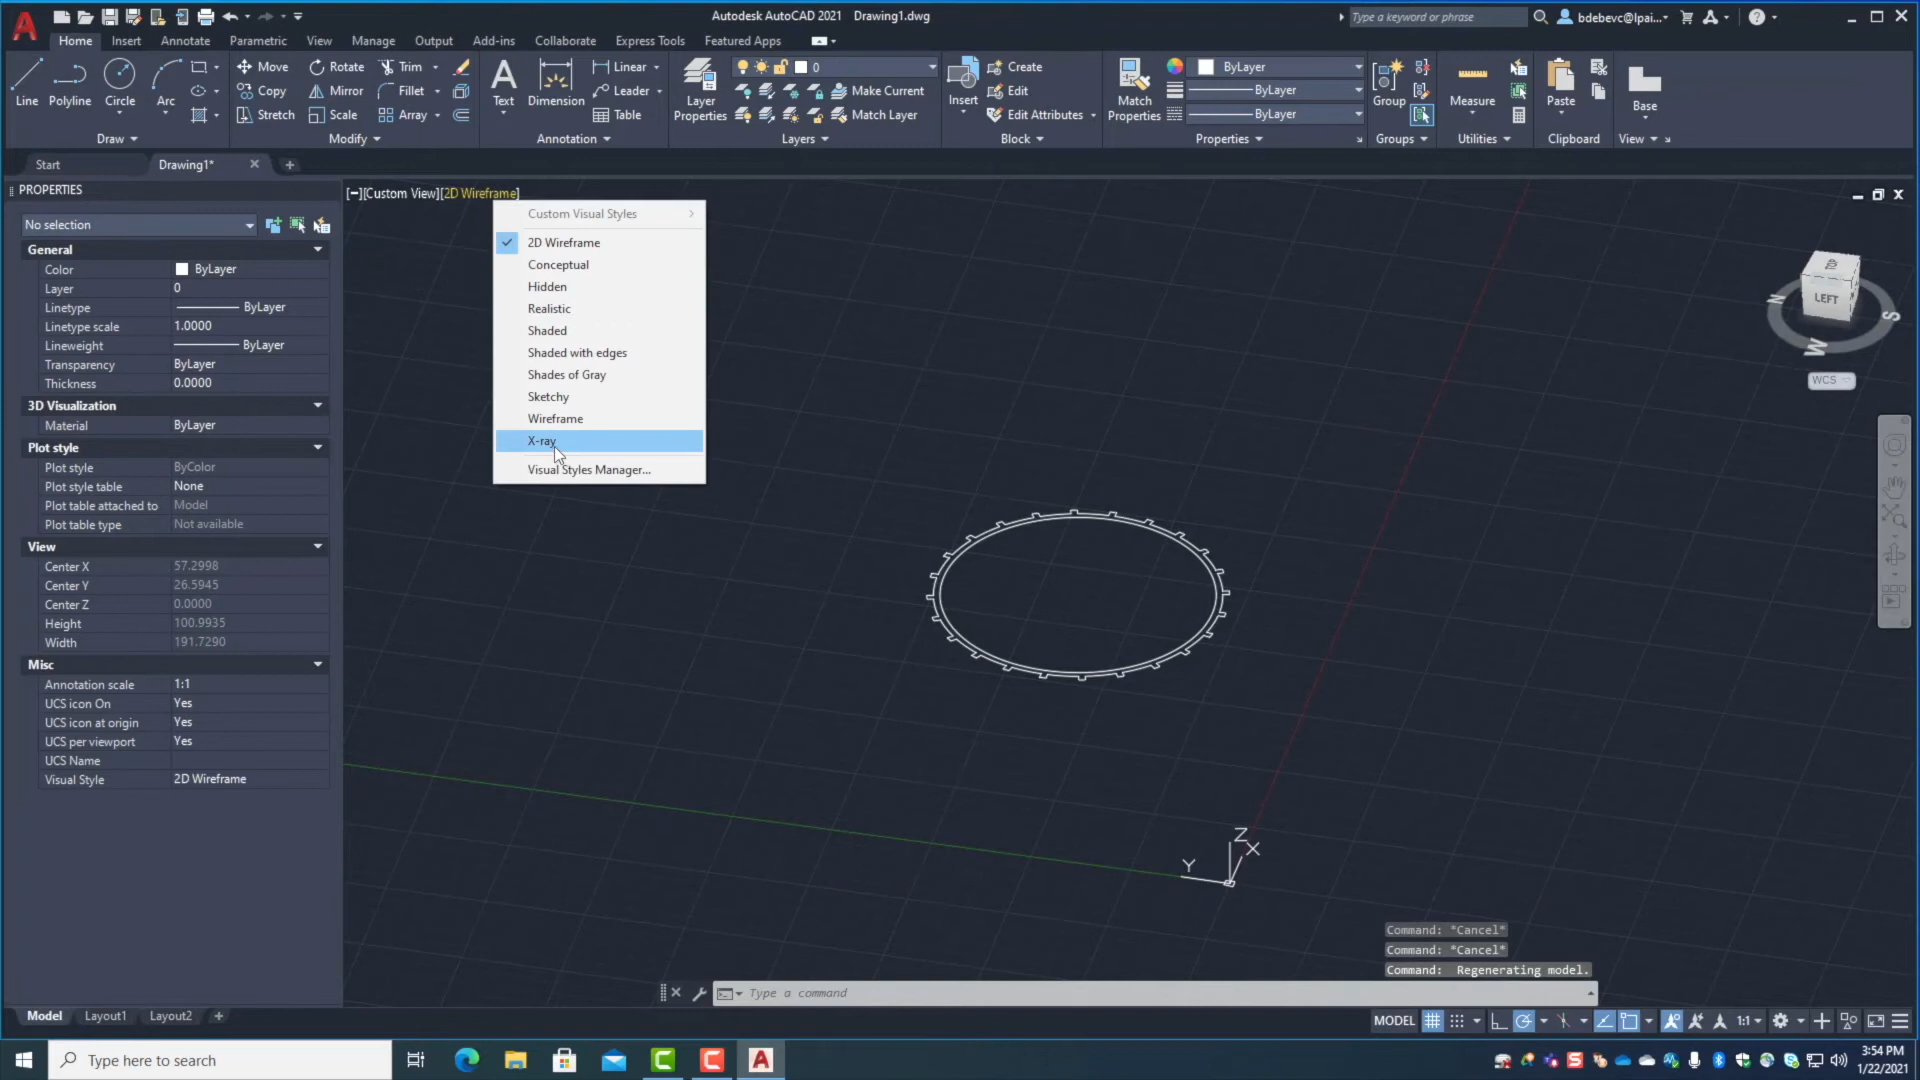 Autodesk AutoCAD 2021 Drawing1.dwg
Type a keyword or phrase
bdebevc@lpai...
Home Insert Annotate Parametric View Manage Output Add-ins Collaborate Express Tools Featured Apps
Line Polyline Circle Arc
Move Rotate Trim
Copy Mirror Fillet
Stretch Scale Array
Text Dimension
Linear
Leader
Table
Layer Properties
0
Make Current
Match Layer
Insert
Create
Edit
Edit Attributes
Match Properties
ByLayer
ByLayer
ByLayer
Group
Measure
Paste
Base
Draw Modify Annotation Layers Block Properties Groups Utilities Clipboard View
Start Drawing1*
PROPERTIES
No selection
General
Color ByLayer
Layer 0
Linetype ByLayer
Linetype scale 1.0000
Lineweight ByLayer
Transparency ByLayer
Thickness 0.0000
3D Visualization
Material ByLayer
Plot style
Plot style ByColor
Plot style table None
Plot table attached to Model
Plot table type Not available
View
Center X 57.2998
Center Y 26.5945
Center Z 0.0000
Height 100.9935
Width 191.7290
Misc
Annotation scale 1:1
UCS icon On Yes
UCS icon at origin Yes
UCS per viewport Yes
UCS Name
Visual Style 2D Wireframe
[−][Custom View][2D Wireframe]
Custom Visual Styles
2D Wireframe
Conceptual
Hidden
Realistic
Shaded
Shaded with edges
Shades of Gray
Sketchy
Wireframe
X-ray
Visual Styles Manager...
LEFT
N
S
W
WCS
Z
X
Y
Command: *Cancel*
Command: *Cancel*
Command: Regenerating model.
Type a command
Model Layout1 Layout2
MODEL
1:1
Type here to search
3:54 PM
1/22/2021